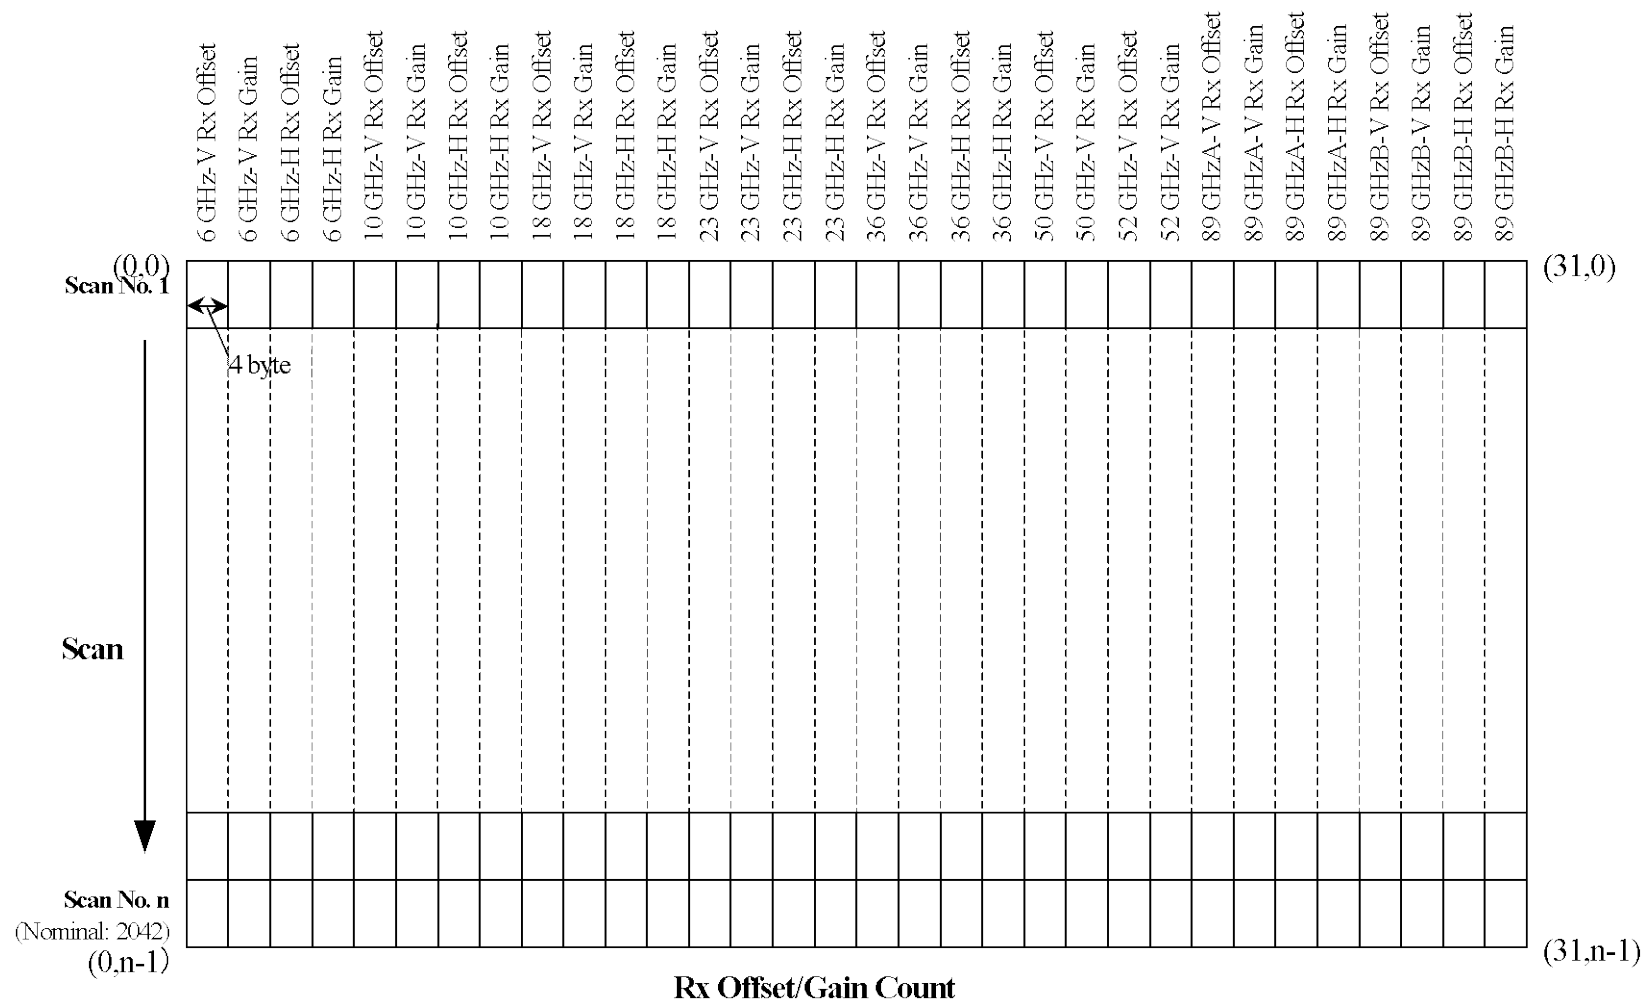 6 GHz-V Rx Offset
6 GHz-V Rx Gain
6 GHz-H Rx Offset
6 GHz-H Rx Gain
10 GHz-V Rx Offset
10 GHz-V Rx Gain
10 GHz-H Rx Offset
10 GHz-H Rx Gain
18 GHz-V Rx Offset
18 GHz-V Rx Gain
18 GHz-H Rx Offset
18 GHz-H Rx Gain
23 GHz-V Rx Offset
23 GHz-V Rx Gain
23 GHz-H Rx Offset
23 GHz-H Rx Gain
36 GHz-V Rx Offset
36 GHz-V Rx Gain
36 GHz-H Rx Offset
36 GHz-H Rx Gain
50 GHz-V Rx Offset
50 GHz-V Rx Gain
52 GHz-V Rx Offset
52 GHz-V Rx Gain
89 GHzA-V Rx Offset
89 GHzA-V Rx Gain
89 GHzA-H Rx Offset
89 GHzA-H Rx Gain
89 GHzB-V Rx Offset
89 GHzB-V Rx Gain
89 GHzB-H Rx Offset
89 GHzB-H Rx Gain
(0,0)
(31,0)
Scan No. 1
4 byte
Scan
Scan No. n
(Nominal: 2042)
(0,n-1)
(31,n-1)
Rx Offset/Gain Count